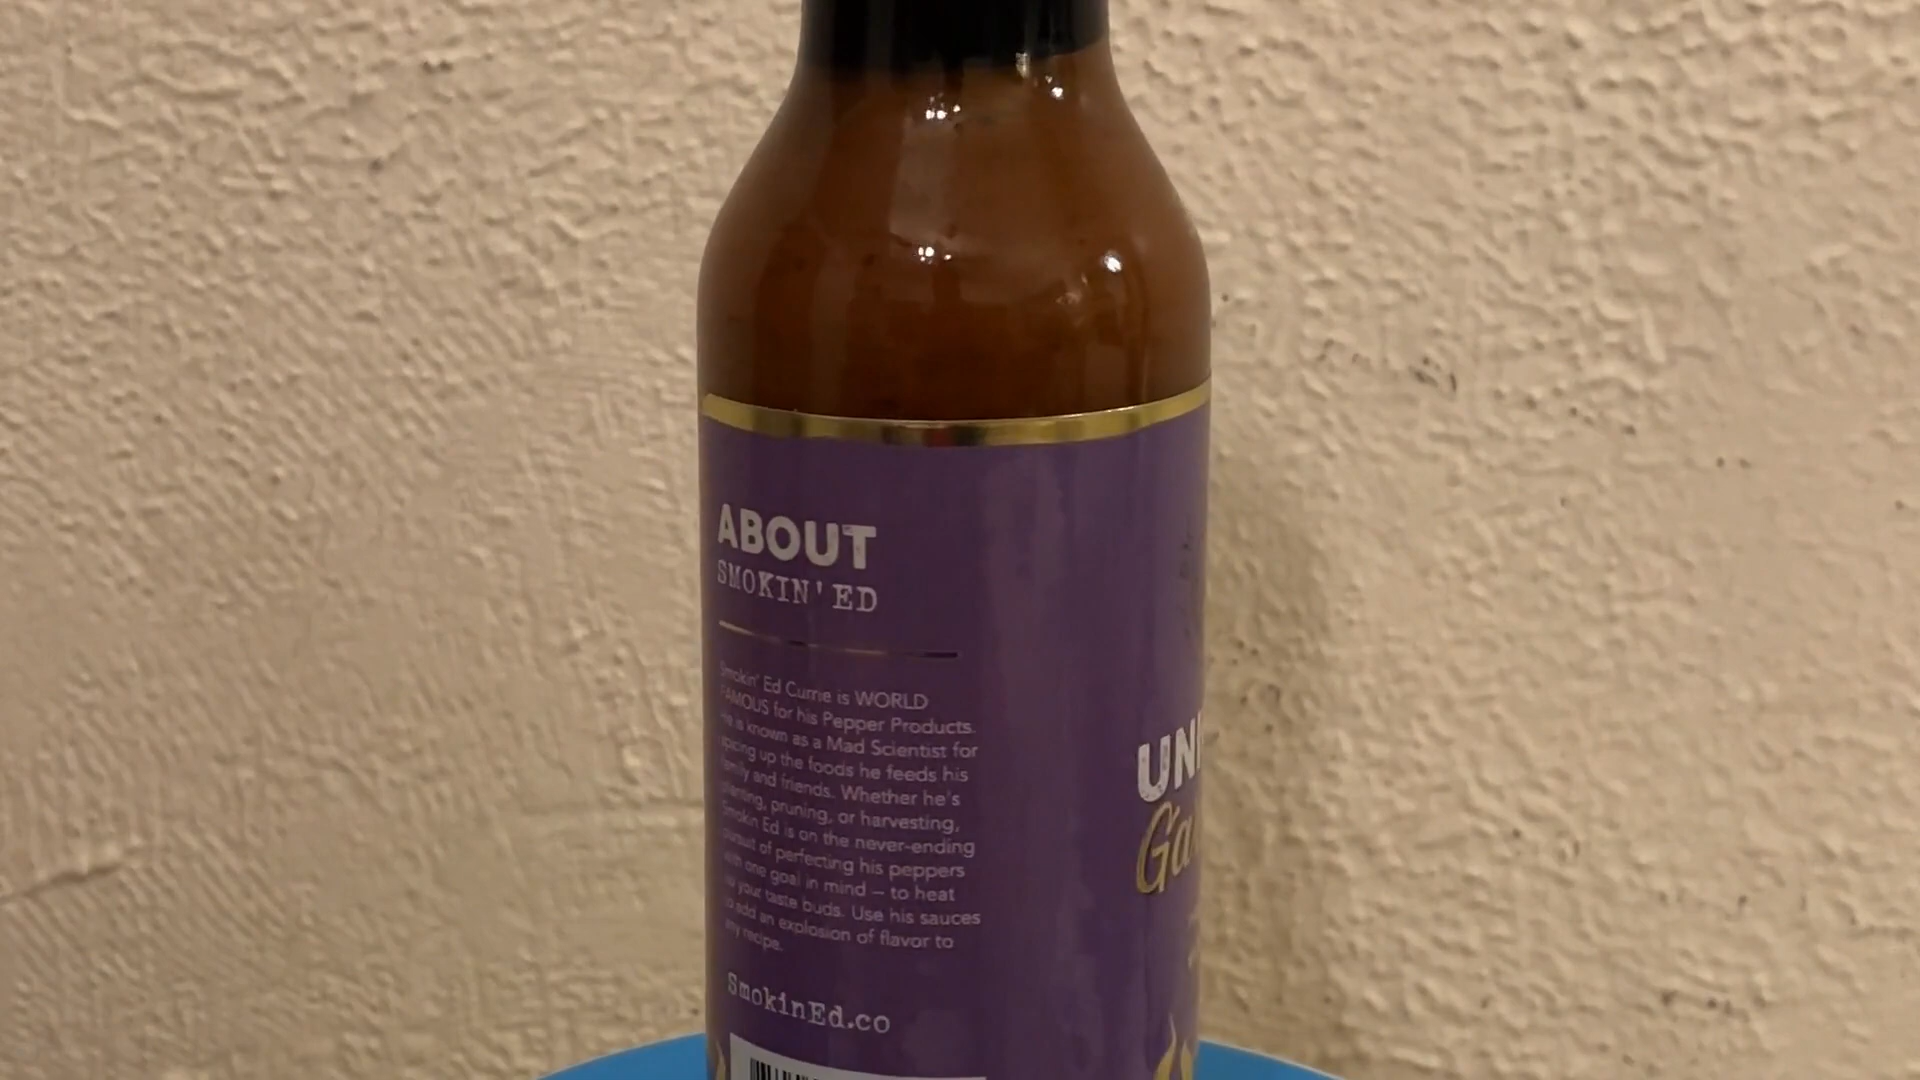 ABOUT
SMOKIN' ED
Smokin' Ed Currie is WORLD
FAMOUS for his Pepper Products.
He is known as a Mad Scientist for
spicing up the foods he feeds his
family and friends. Whether he's
planting, pruning, or harvesting,
Smokin Ed is on the never-ending
pursuit of perfecting his peppers
with one goal in mind – to heat
up your taste buds. Use his sauces
to add an explosion of flavor to
any recipe.
SmokinEd.co
UNI
Ga